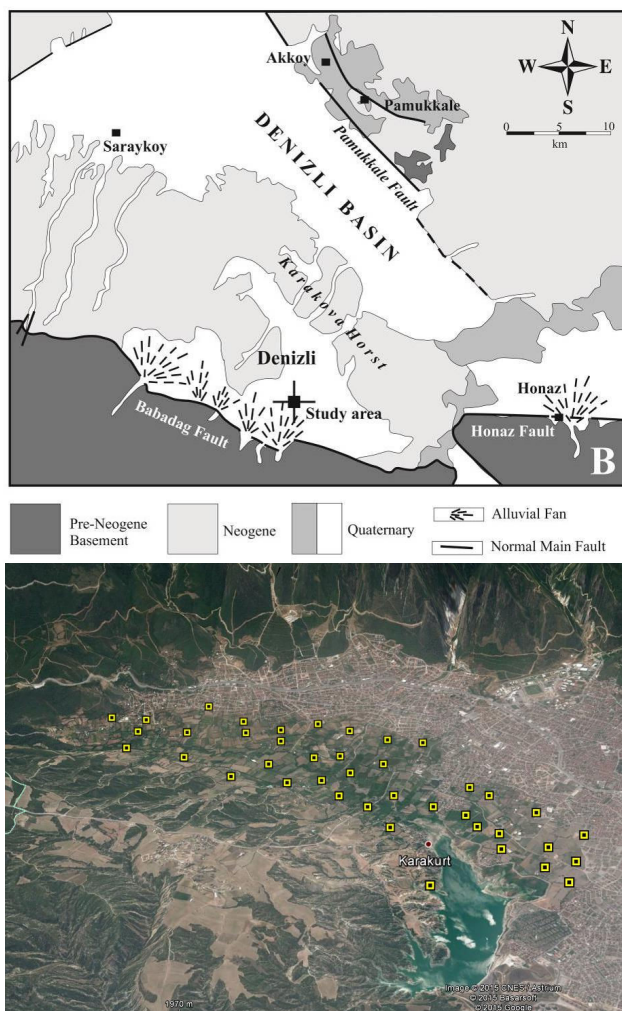 N
W E
S
0 5 10
km
Akkoy
Pamukkale
Saraykoy
DENIZLI BASIN
Pamukkale Fault
Karakova Horst
Denizli
Study area
Babadag Fault
Honaz
Honaz Fault
B
Pre-Neogene
Basement
Neogene
Quaternary
Alluvial Fan
Normal Main Fault
Karakurt
1970 m
Image © 2015 CNES / Astrium
© 2015 Basarsoft
© 2015 Google